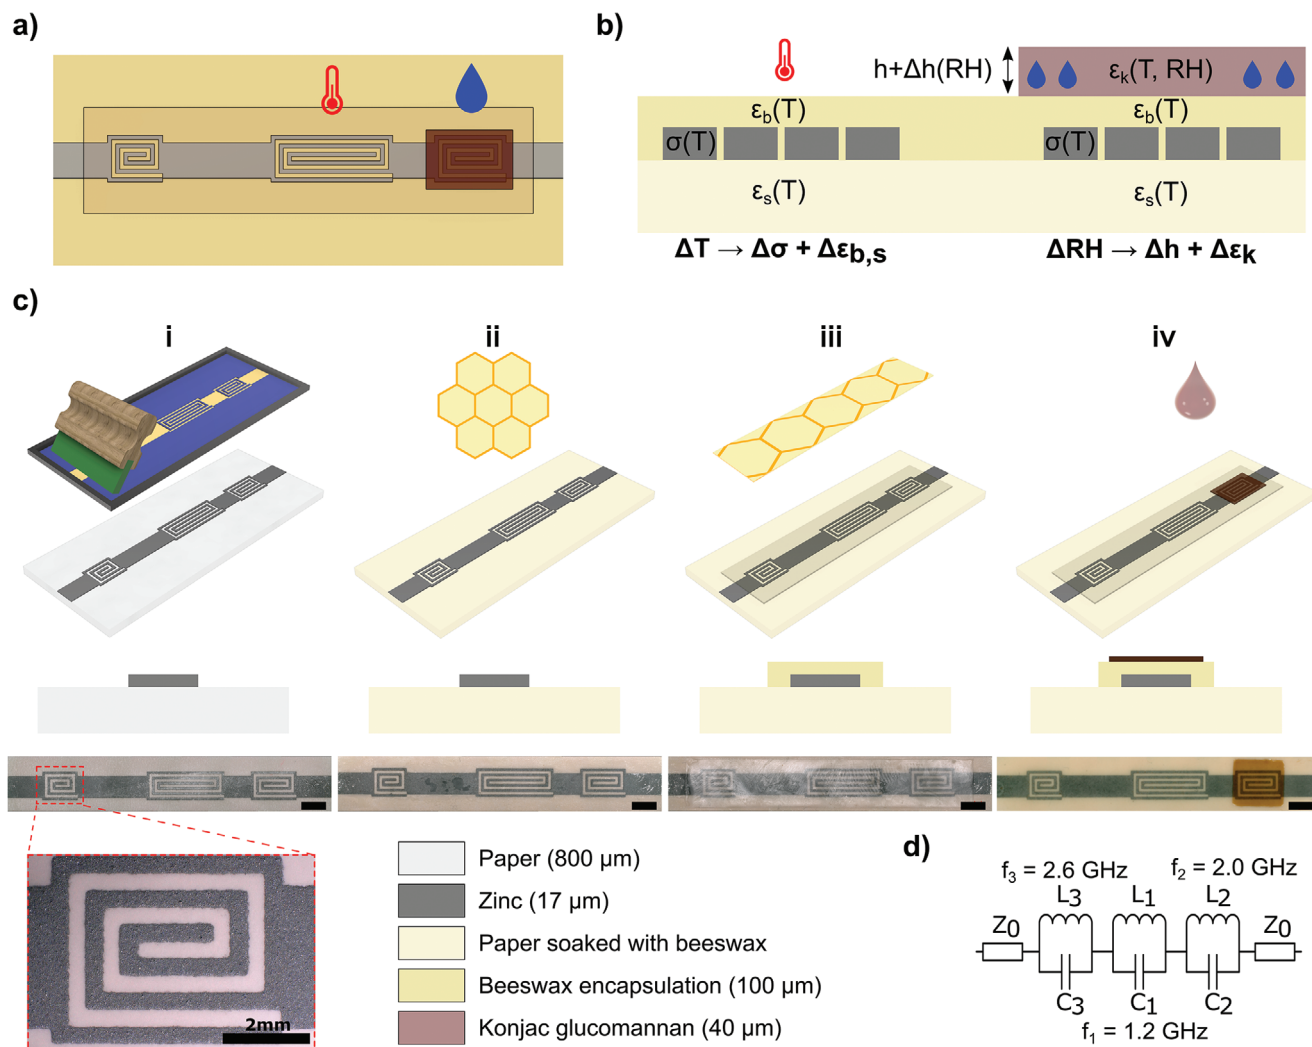 a)
b)
h+Δh(RH)
εk(T, RH)
εb(T)
εb(T)
σ(T)
σ(T)
εs(T)
εs(T)
ΔT → Δσ + Δεb,s
ΔRH → Δh + Δεk
c)
i
ii
iii
iv
2mm
Paper (800 μm)
Zinc (17 μm)
Paper soaked with beeswax
Beeswax encapsulation (100 μm)
Konjac glucomannan (40 μm)
d)
f3 = 2.6 GHz
f2 = 2.0 GHz
L3
L1
L2
Z0
Z0
C3
C1
C2
f1 = 1.2 GHz